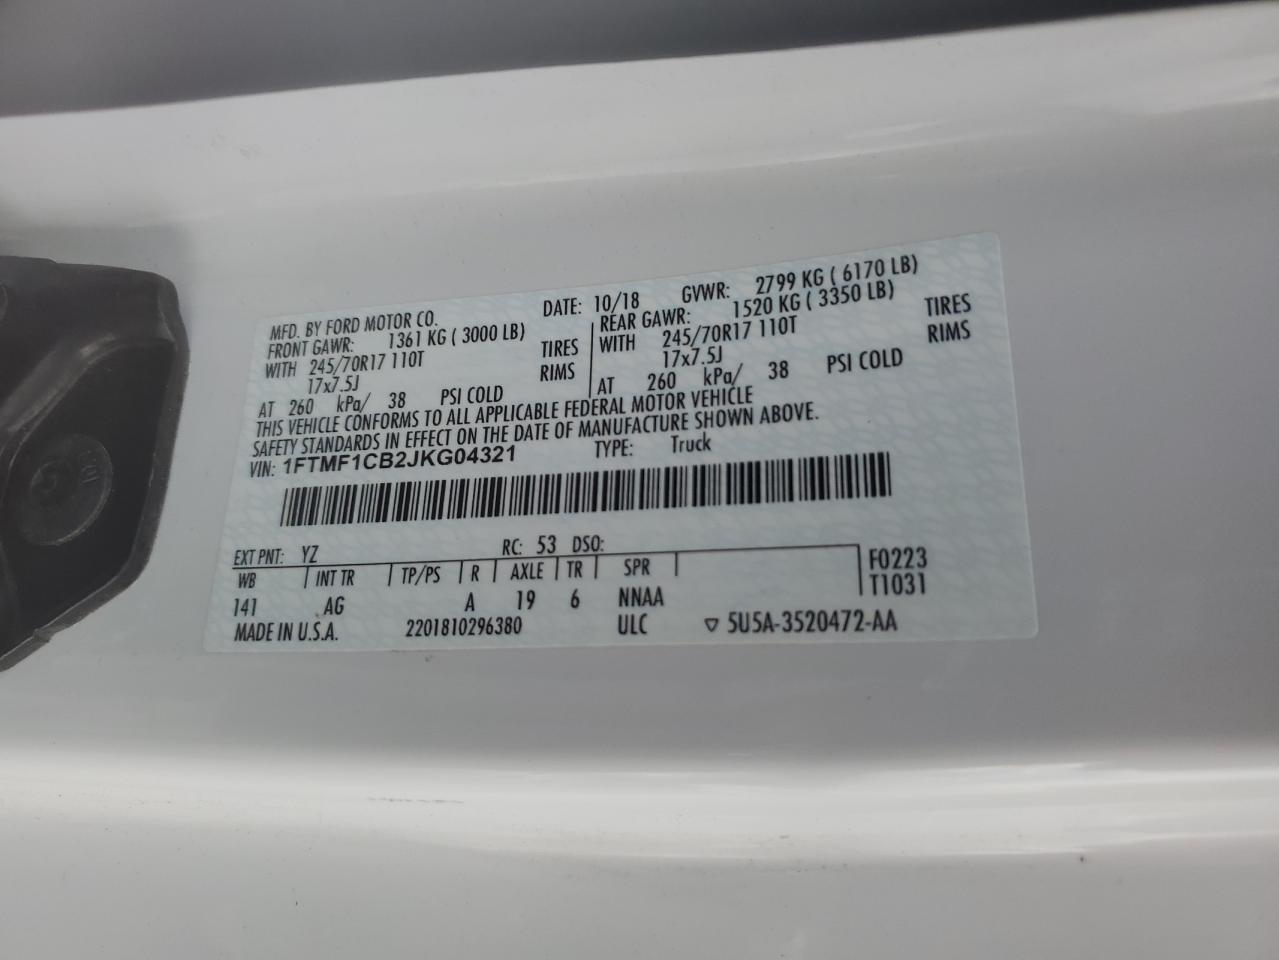 MFD. BY FORD MOTOR CO. DATE: 10/18 GVWR: 2799 KG ( 6170 LB)
FRONT GAWR: 1361 KG ( 3000 LB) REAR GAWR: 1520 KG ( 3350 LB)
WITH 245/70R17 110T TIRES WITH 245/70R17 110T TIRES
17x7.5J RIMS 17x7.5J RIMS
AT 260 kPa/ 38 PSI COLD AT 260 kPa/ 38 PSI COLD
THIS VEHICLE CONFORMS TO ALL APPLICABLE FEDERAL MOTOR VEHICLE
SAFETY STANDARDS IN EFFECT ON THE DATE OF MANUFACTURE SHOWN ABOVE.
VIN: 1FTMF1CB2JKG04321 TYPE: Truck
EXT PNT: YZ RC: 53 DSO:
WB INT TR TP/PS R AXLE TR SPR F0223
141 AG A 19 6 NNAA T1031
MADE IN U.S.A. 2201810296380 ULC ▽ 5U5A-3520472-AA